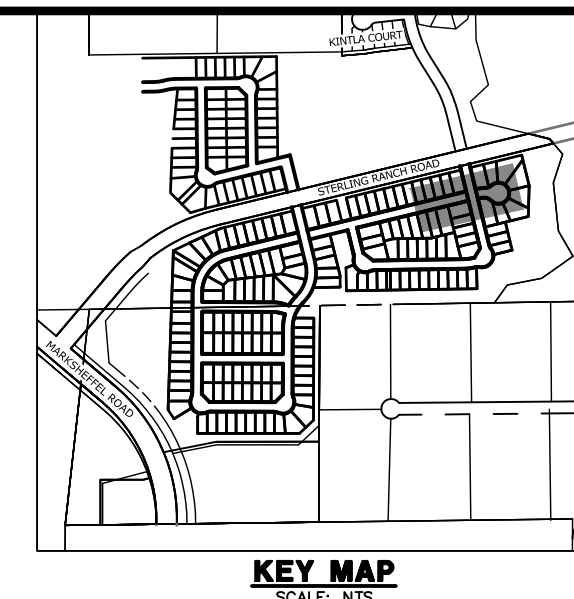 KINTLA COURT
STERLING RANCH ROAD
MARKSHEFFEL ROAD
KEY MAP
SCALE: NTS